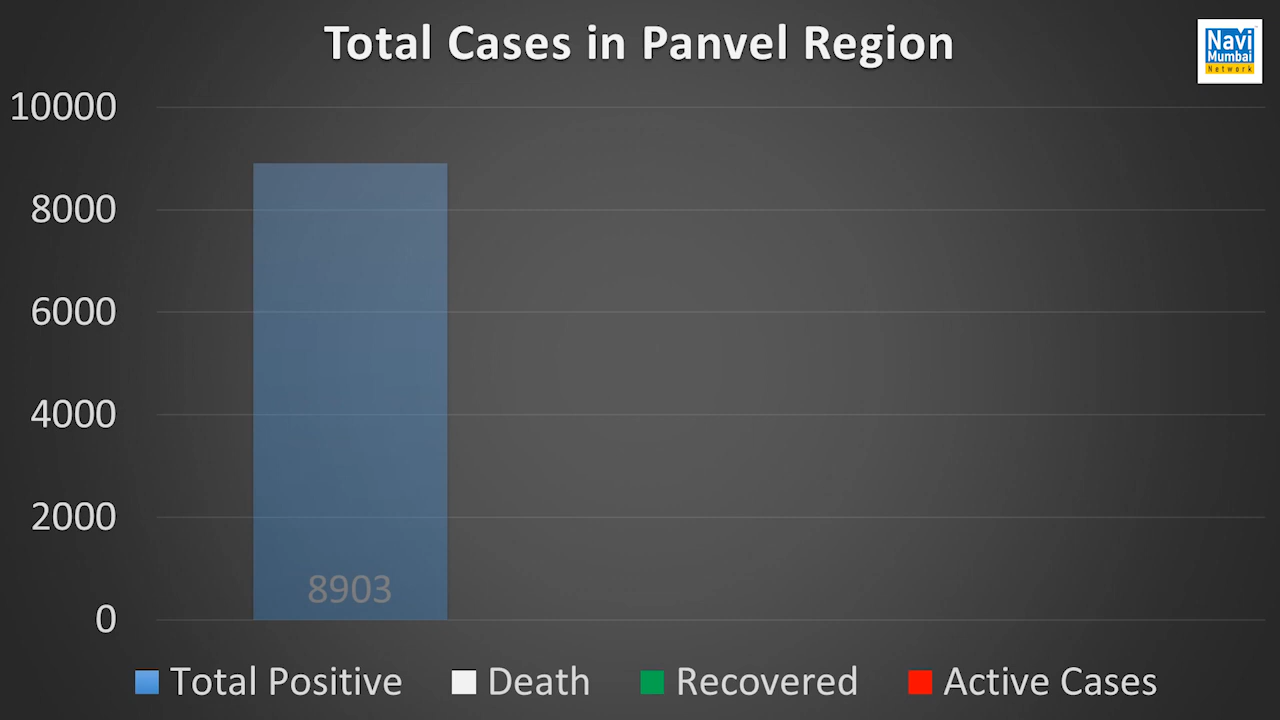 Total Cases in Panvel Region
Navi
Mumbai
Network
10000
8000
6000
4000
2000
0
8903
Total Positive
Death
Recovered
Active Cases